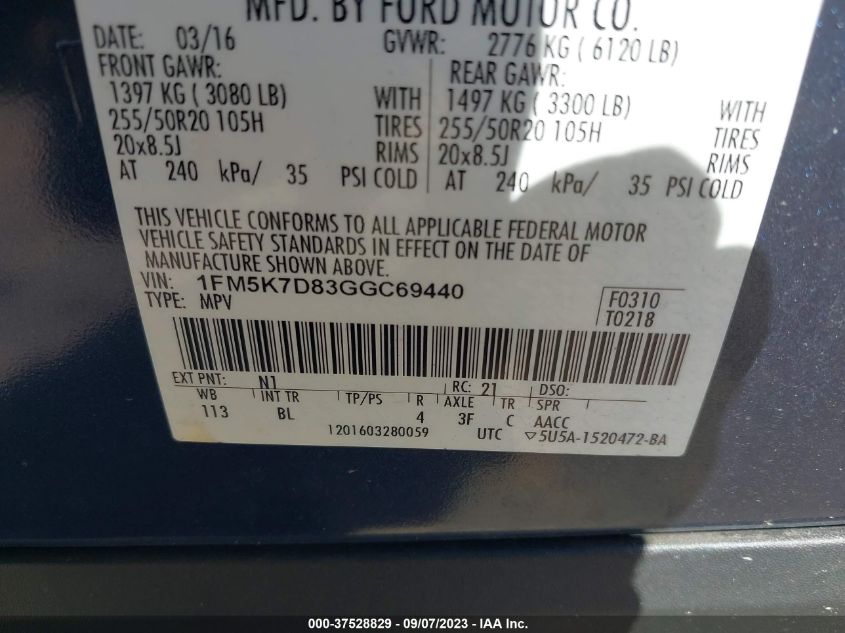 MFD. BY FORD MOTOR CO.
DATE: 03/16 GVWR: 2776 KG ( 6120 LB)
FRONT GAWR: REAR GAWR:
1397 KG ( 3080 LB) WITH 1497 KG ( 3300 LB) WITH
255/50R20 105H TIRES 255/50R20 105H TIRES
20x8.5J RIMS 20x8.5J RIMS
AT 240 kPa/ 35 PSI COLD AT 240 kPa/ 35 PSI COLD
THIS VEHICLE CONFORMS TO ALL APPLICABLE FEDERAL MOTOR
VEHICLE SAFETY STANDARDS IN EFFECT ON THE DATE OF
MANUFACTURE SHOWN ABOVE.
VIN: 1FM5K7D83GGC69440
TYPE: MPV
F0310
T0218
EXT PNT: N1 RC: 21 DSO:
WB INT TR TP/PS R AXLE TR SPR
113 BL 4 3F C AACC
1201603280059 UTC ▽5U5A-1520472-BA
000-37528829 - 09/07/2023 - IAA Inc.